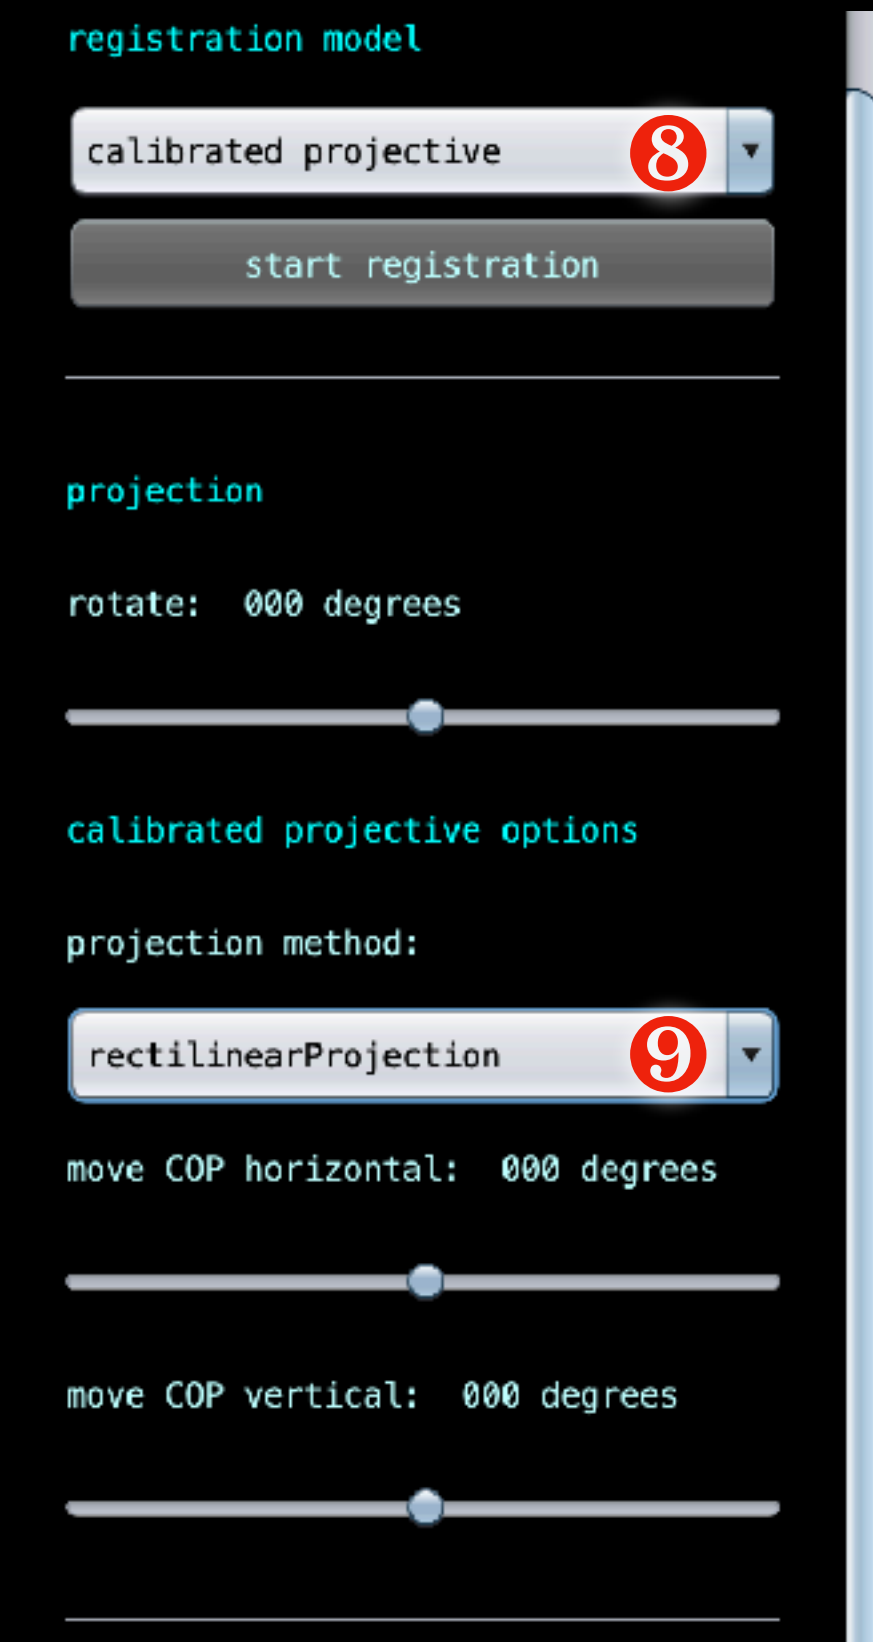 registration model
calibrated projective 8
start registration
projection
rotate: 000 degrees
calibrated projective options
projection method:
rectilinearProjection 9
move COP horizontal: 000 degrees
move COP vertical: 000 degrees